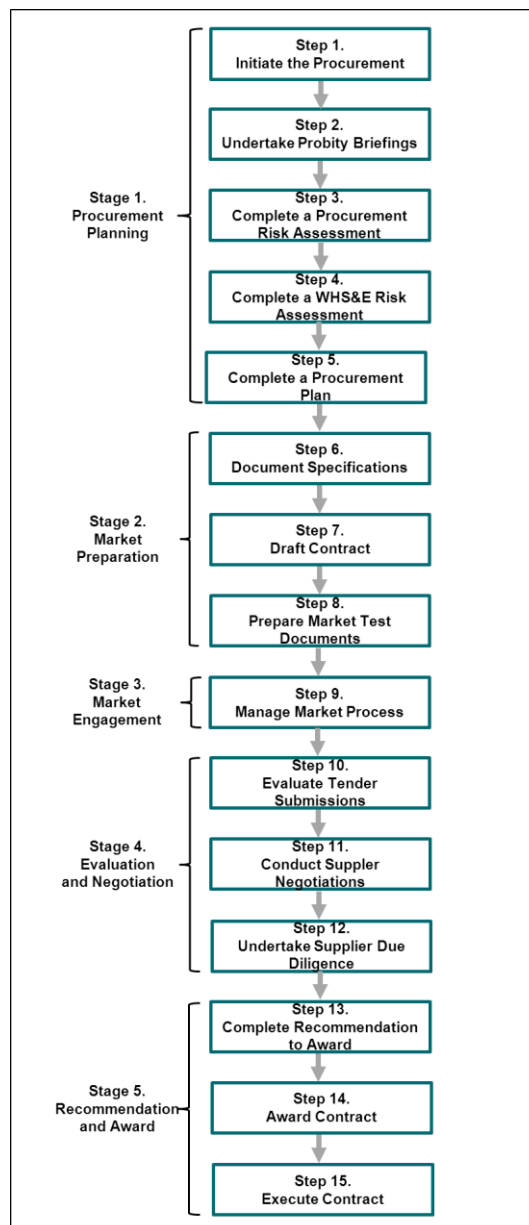 Step 1.
Initiate the Procurement
Step 2.
Undertake Probity Briefings
Stage 1.
Procurement
Planning
Step 3.
Complete a Procurement
Risk Assessment
Step 4.
Complete a WHS&E Risk
Assessment
Step 5.
Complete a Procurement
Plan
Step 6.
Document Specifications
Stage 2.
Market
Preparation
Step 7.
Draft Contract
Step 8.
Prepare Market Test
Documents
Stage 3.
Market
Engagement
Step 9.
Manage Market Process
Step 10.
Evaluate Tender
Submissions
Stage 4.
Evaluation
and Negotiation
Step 11.
Conduct Suppler
Negotiations
Step 12.
Undertake Supplier Due
Diligence
Step 13.
Complete Recommendation
to Award
Stage 5.
Recommendation
and Award
Step 14.
Award Contract
Step 15.
Execute Contract